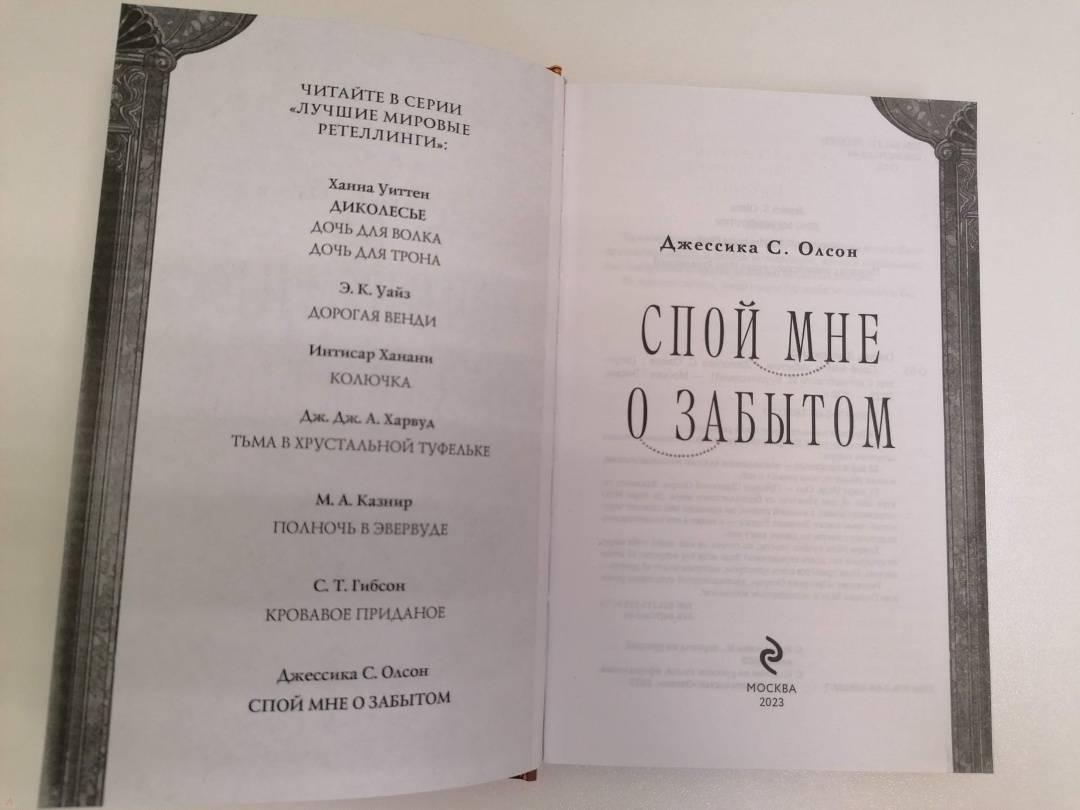 ЧИТАЙТЕ В СЕРИИ
«ЛУЧШИЕ МИРОВЫЕ
РЕТЕЛЛИНГИ»:
Ханна Уиттен
ДИКОЛЕСЬЕ
ДОЧЬ ДЛЯ ВОЛКА
ДОЧЬ ДЛЯ ТРОНА
Э. К. Уайз
ДОРОГАЯ ВЕНДИ
Интисар Ханани
КОЛЮЧКА
Дж. Дж. А. Харвуд
ТЬМА В ХРУСТАЛЬНОЙ ТУФЕЛЬКЕ
М. А. Казнир
ПОЛНОЧЬ В ЭВЕРВУДЕ
С. Т. Гибсон
КРОВАВОЕ ПРИДАНОЕ
Джессика С. Олсон
СПОЙ МНЕ О ЗАБЫТОМ
Джессика С. Олсон
СПОЙ МНЕ
О ЗАБЫТОМ
МОСКВА
2023